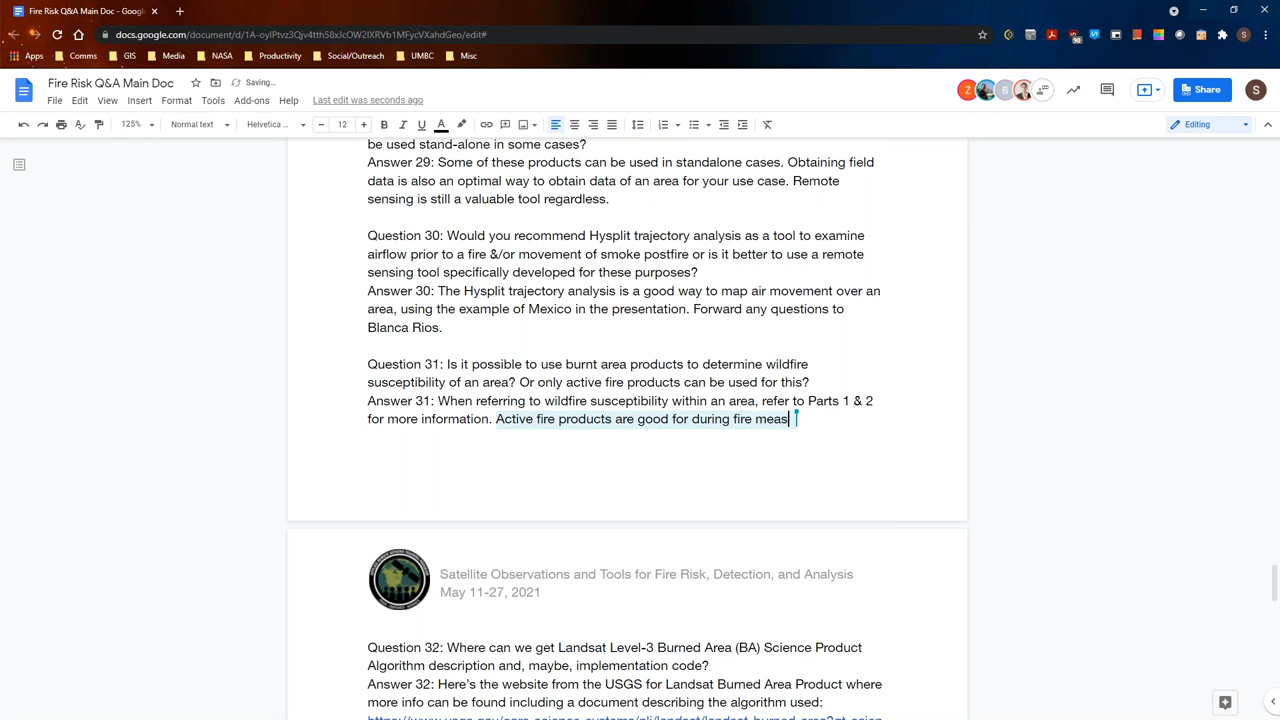 Fire Risk Q&A Main Doc - Googl
docs.google.com/document/d/1A-oyIPtvz3Qjv4tth58xJcOW2IXRVb1MFycVXahdGeo/edit#
Apps Comms GIS Media NASA Productivity Social/Outreach UMBC Misc
Fire Risk Q&A Main Doc Saving...
File Edit View Insert Format Tools Add-ons Help Last edit was seconds ago
Z B Share S
125% Normal text Helvetica ... 12 B I U A Editing
be used stand-alone in some cases?
Answer 29: Some of these products can be used in standalone cases. Obtaining field
data is also an optimal way to obtain data of an area for your use case. Remote
sensing is still a valuable tool regardless.
Question 30: Would you recommend Hysplit trajectory analysis as a tool to examine
airflow prior to a fire &/or movement of smoke postfire or is it better to use a remote
sensing tool specifically developed for these purposes?
Answer 30: The Hysplit trajectory analysis is a good way to map air movement over an
area, using the example of Mexico in the presentation. Forward any questions to
Blanca Rios.
Question 31: Is it possible to use burnt area products to determine wildfire
susceptibility of an area? Or only active fire products can be used for this?
Answer 31: When referring to wildfire susceptibility within an area, refer to Parts 1 & 2
for more information. Active fire products are good for during fire meas
Satellite Observations and Tools for Fire Risk, Detection, and Analysis
May 11-27, 2021
Question 32: Where can we get Landsat Level-3 Burned Area (BA) Science Product
Algorithm description and, maybe, implementation code?
Answer 32: Here's the website from the USGS for Landsat Burned Area Product where
more info can be found including a document describing the algorithm used: